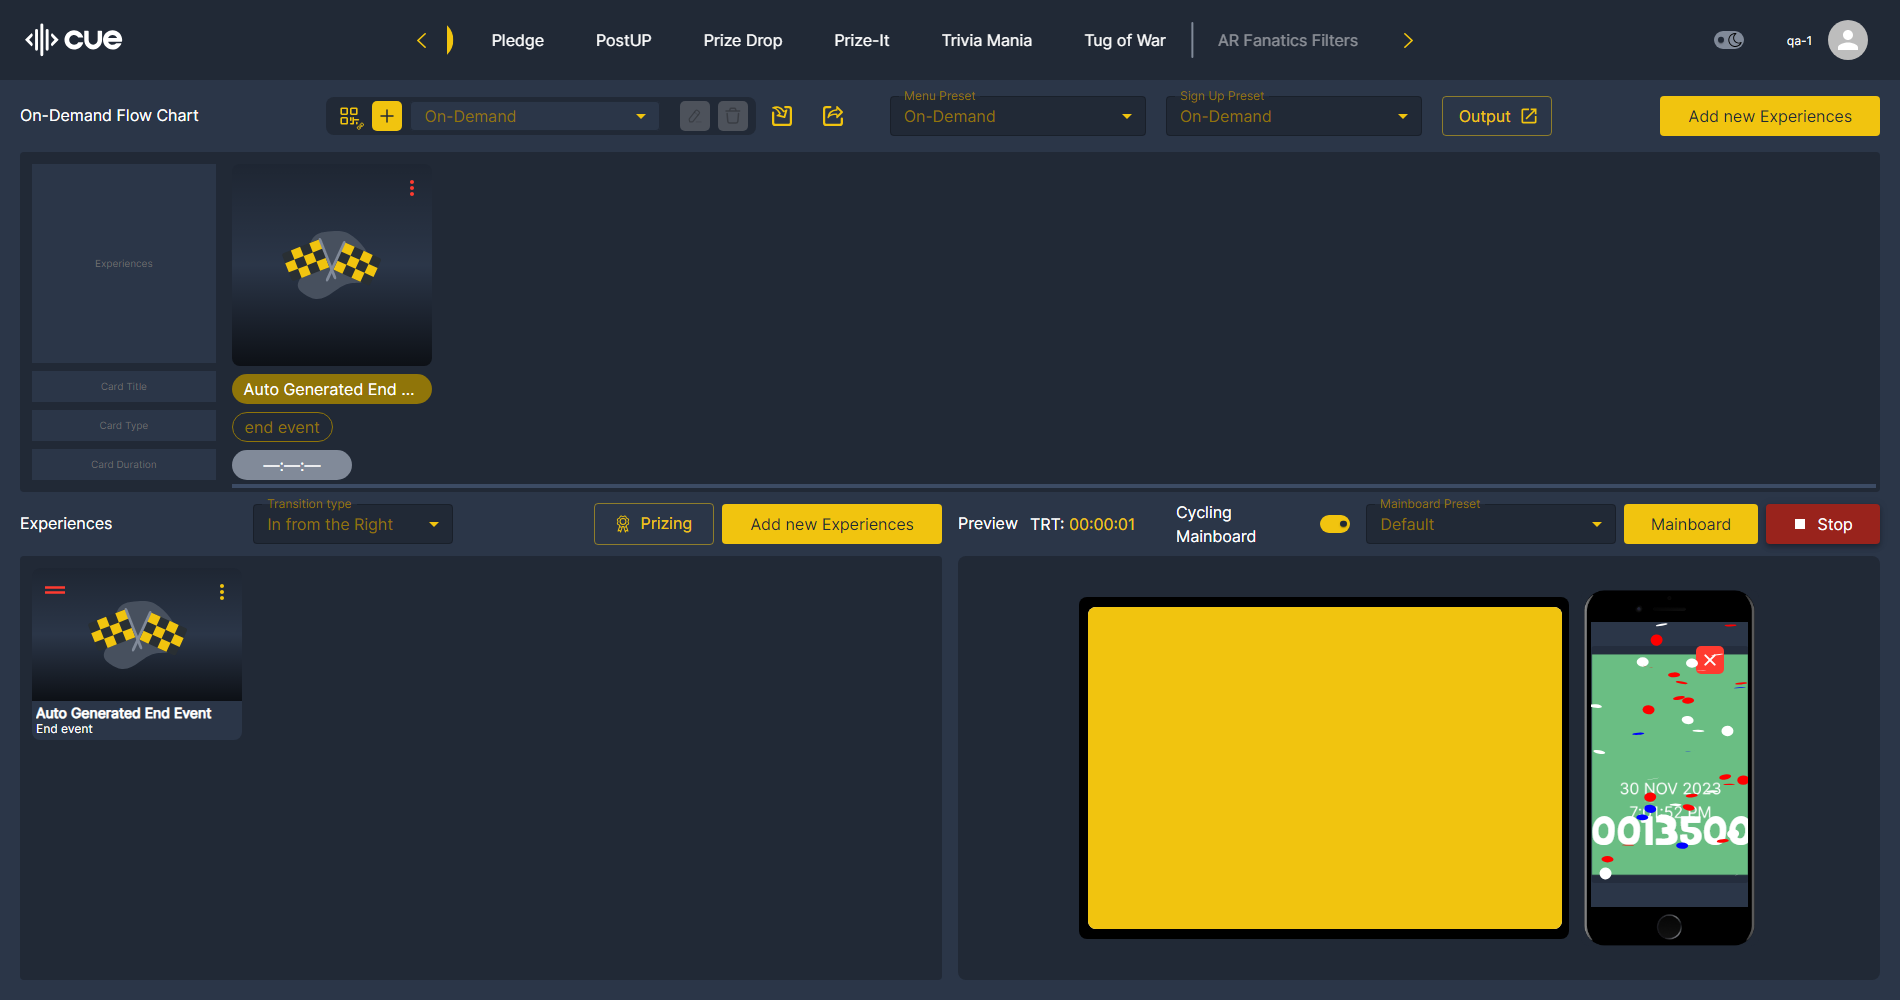 cue
Pledge
PostUP
Prize Drop
Prize-It
Trivia Mania
Tug of War
AR Fanatics Filters
qa-1
On-Demand Flow Chart
On-Demand
Menu Preset
On-Demand
Sign Up Preset
On-Demand
Output
Add new Experiences
Experiences
Card Title
Card Type
Card Duration
Auto Generated End ...
end event
—:—:—
Experiences
Transition type
In from the Right
Prizing
Add new Experiences
Preview
TRT: 00:00:01
Cycling
Mainboard
Mainboard Preset
Default
Mainboard
Stop
Auto Generated End Event
End event
30 NOV 2023
0013500